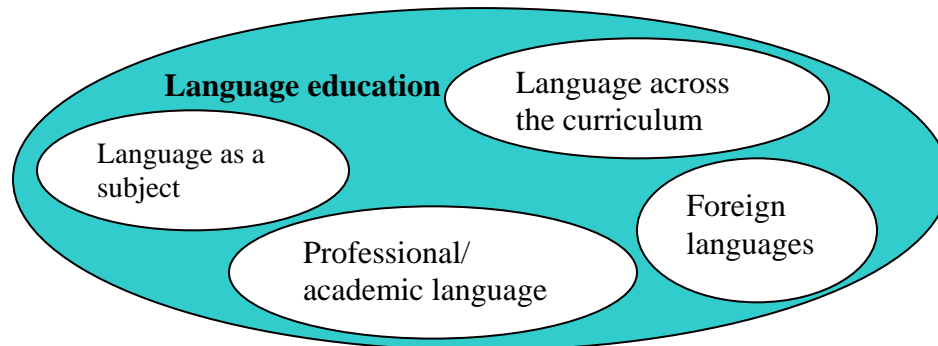 Language education
Language across
the curriculum
Language as a
subject
Foreign
languages
Professional/
academic language